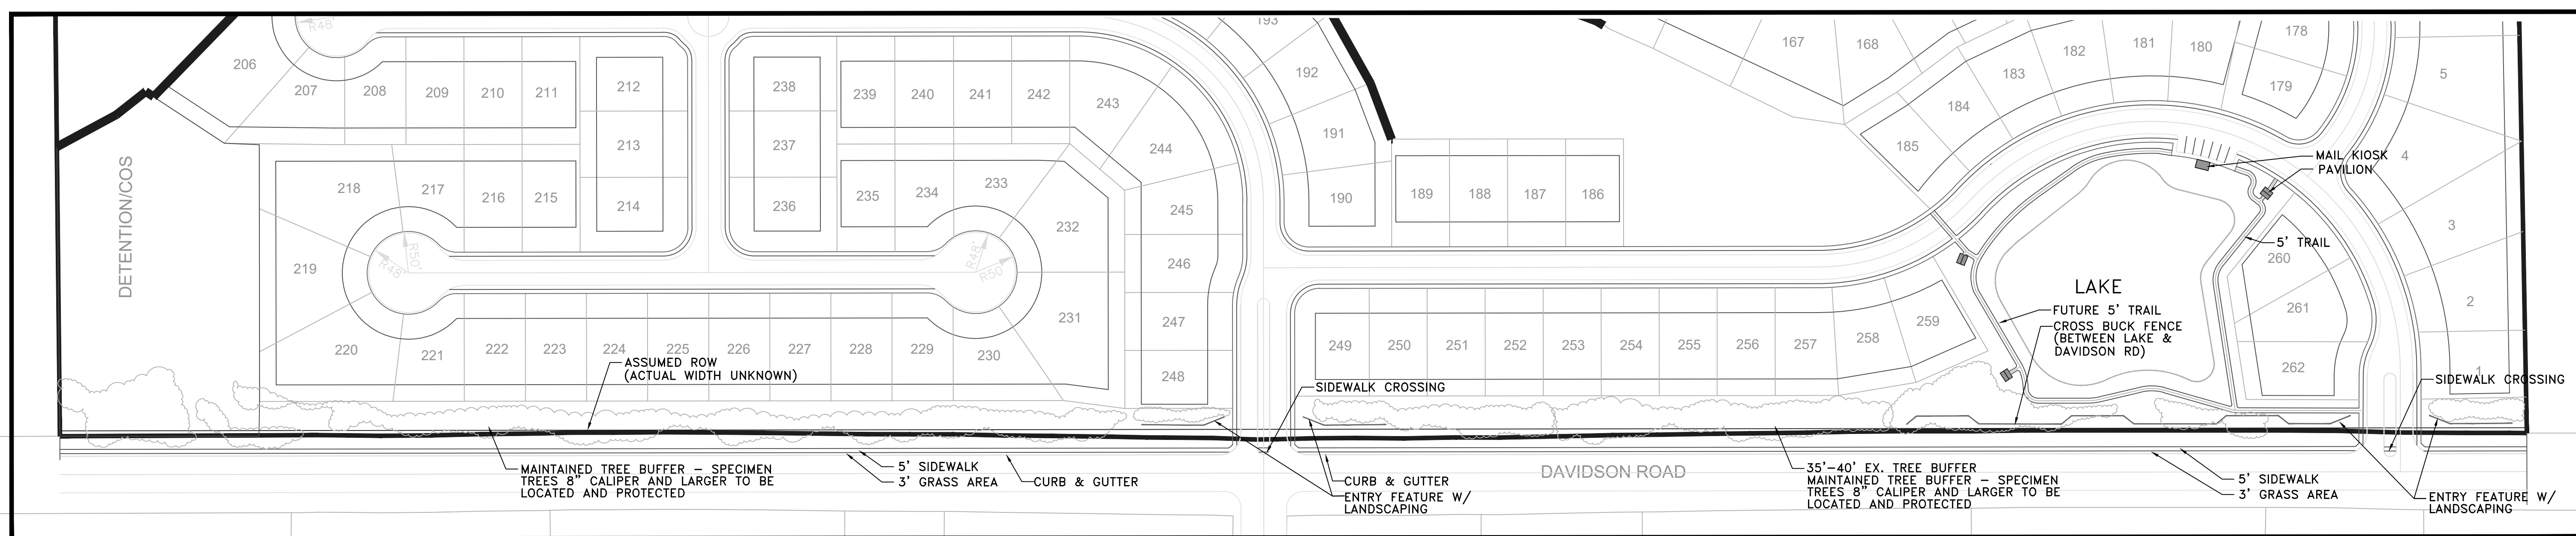 R48'
193
206
207
208
209
210
211
212
238
239
240
241
242
243
192
167
168
182
181
180
178
179
183
184
5
213
237
244
191
185
4
MAIL KIOSK
PAVILION
DETENTION/COS
218
217
216
215
214
236
235
234
233
232
245
190
189
188
187
186
3
5' TRAIL
260
219
R48'
R50'
R48'
R50'
246
LAKE
261
2
FUTURE 5' TRAIL
CROSS BUCK FENCE
(BETWEEN LAKE &
DAVIDSON RD)
220
221
222
223
224
225
226
227
228
229
230
231
247
248
249
250
251
252
253
254
255
256
257
258
259
262
1
ASSUMED ROW
(ACTUAL WIDTH UNKNOWN)
SIDEWALK CROSSING
SIDEWALK CROSSING
MAINTAINED TREE BUFFER – SPECIMEN
TREES 8" CALIPER AND LARGER TO BE
LOCATED AND PROTECTED
5' SIDEWALK
3' GRASS AREA
CURB & GUTTER
CURB & GUTTER
ENTRY FEATURE W/
LANDSCAPING
DAVIDSON ROAD
35'-40' EX. TREE BUFFER
MAINTAINED TREE BUFFER – SPECIMEN
TREES 8" CALIPER AND LARGER TO BE
LOCATED AND PROTECTED
5' SIDEWALK
3' GRASS AREA
ENTRY FEATURE W/
LANDSCAPING